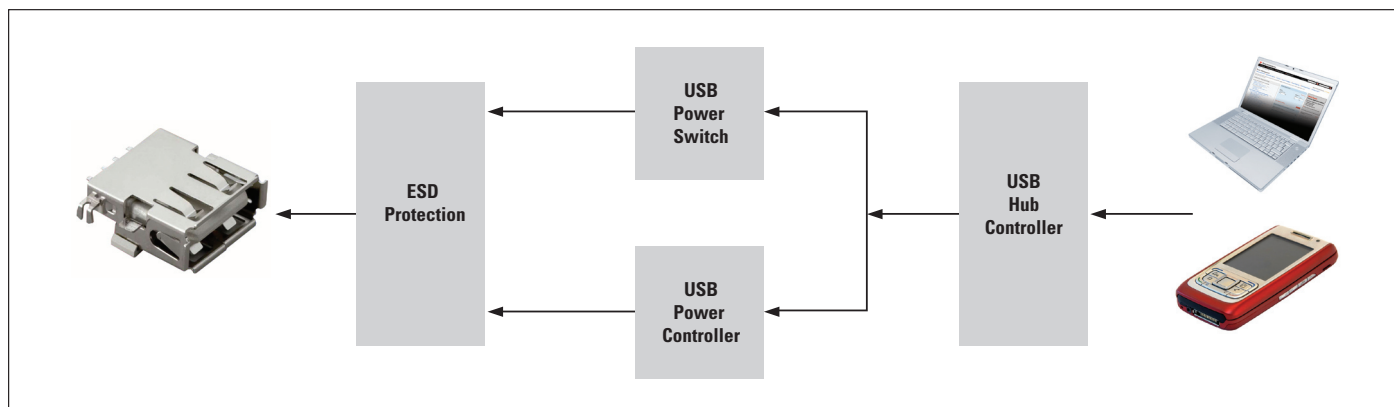 ESD
Protection
USB
Power
Switch
USB
Power
Controller
USB
Hub
Controller